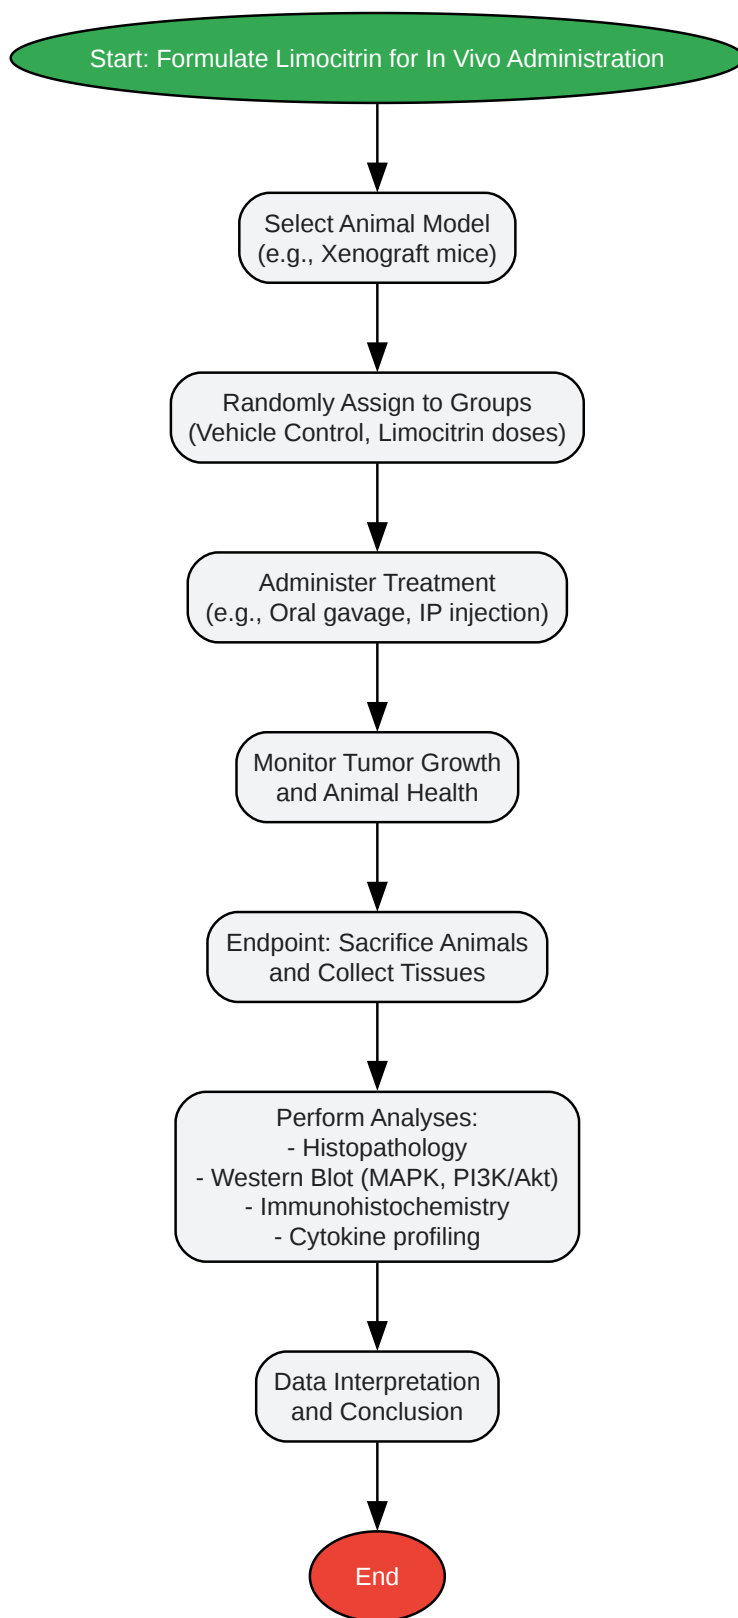 Start: Formulate Limocitrin for In Vivo Administration
Select Animal Model
(e.g., Xenograft mice)
Randomly Assign to Groups
(Vehicle Control, Limocitrin doses)
Administer Treatment
(e.g., Oral gavage, IP injection)
Monitor Tumor Growth
and Animal Health
Endpoint: Sacrifice Animals
and Collect Tissues
Perform Analyses:
- Histopathology
- Western Blot (MAPK, PI3K/Akt)
- Immunohistochemistry
- Cytokine profiling
Data Interpretation
and Conclusion
End